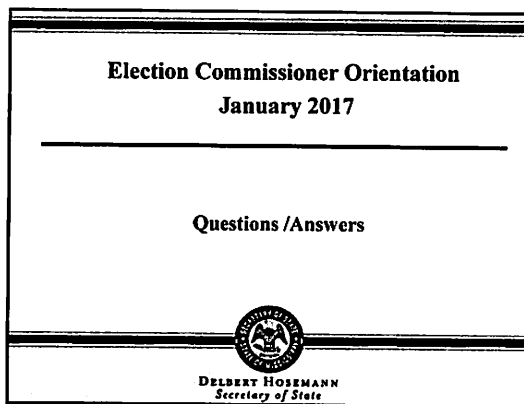 Election Commissioner Orientation
January 2017
Questions /Answers
DELBERT HOSEMANN
Secretary of State